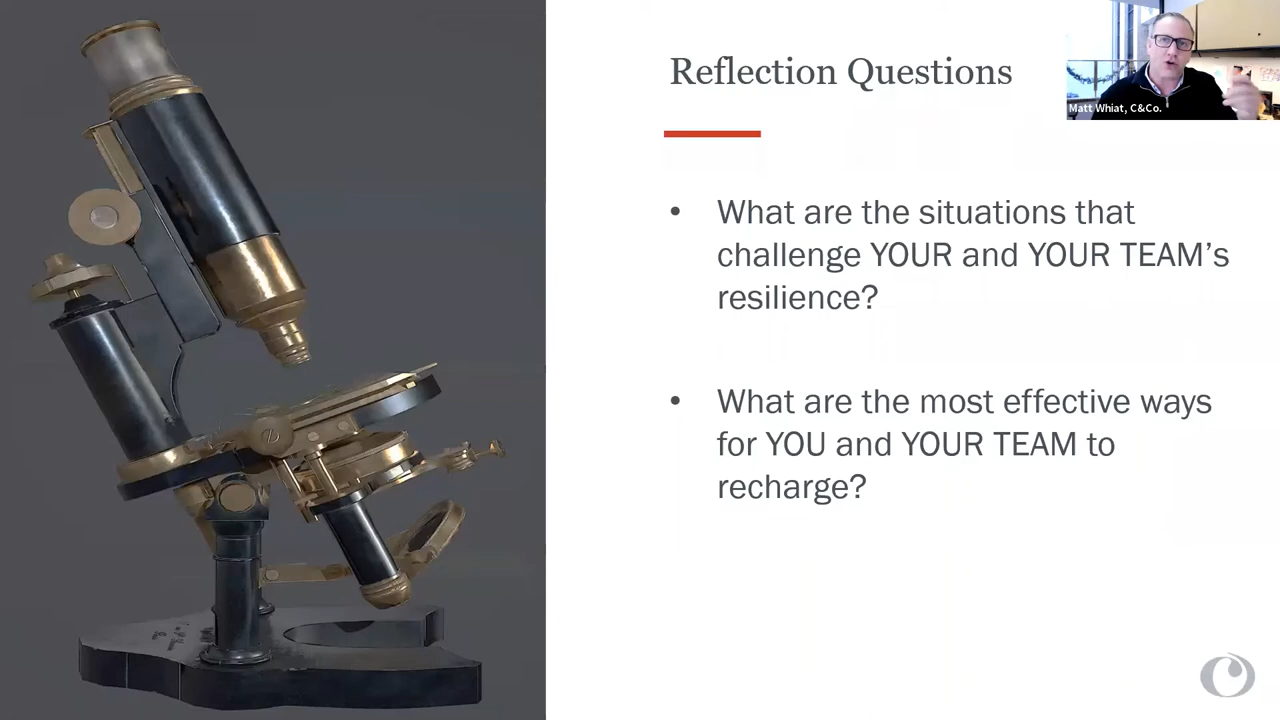 Reflection Questions
Matt Whiat, C&Co.
• What are the situations that
challenge YOUR and YOUR TEAM’s
resilience?
• What are the most effective ways
for YOU and YOUR TEAM to
recharge?